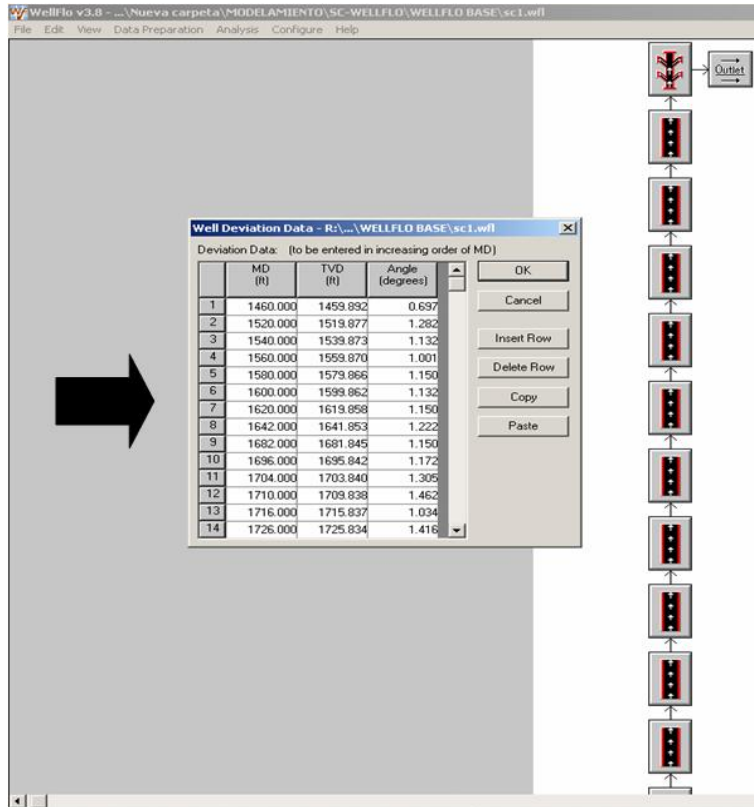 WellFlo v3.8 - ...\Nueva carpeta\MODELAMIENTO\SC-WELLFLO\WELLFLO BASE\sc1.wfl
File Edit View Data Preparation Analysis Configure Help
Outlet
Well Deviation Data - R:\...\WELLFLO BASE\sc1.wfl
Deviation Data: (to be entered in increasing order of MD)
MD (ft) TVD (ft) Angle (degrees)
1 1460.000 1459.892 0.697
2 1520.000 1519.877 1.282
3 1540.000 1539.873 1.132
4 1560.000 1559.870 1.001
5 1580.000 1579.866 1.150
6 1600.000 1599.862 1.132
7 1620.000 1619.858 1.150
8 1642.000 1641.853 1.222
9 1682.000 1681.845 1.150
10 1696.000 1695.842 1.172
11 1704.000 1703.840 1.305
12 1710.000 1709.838 1.462
13 1716.000 1715.837 1.034
14 1726.000 1725.834 1.416
OK
Cancel
Insert Row
Delete Row
Copy
Paste